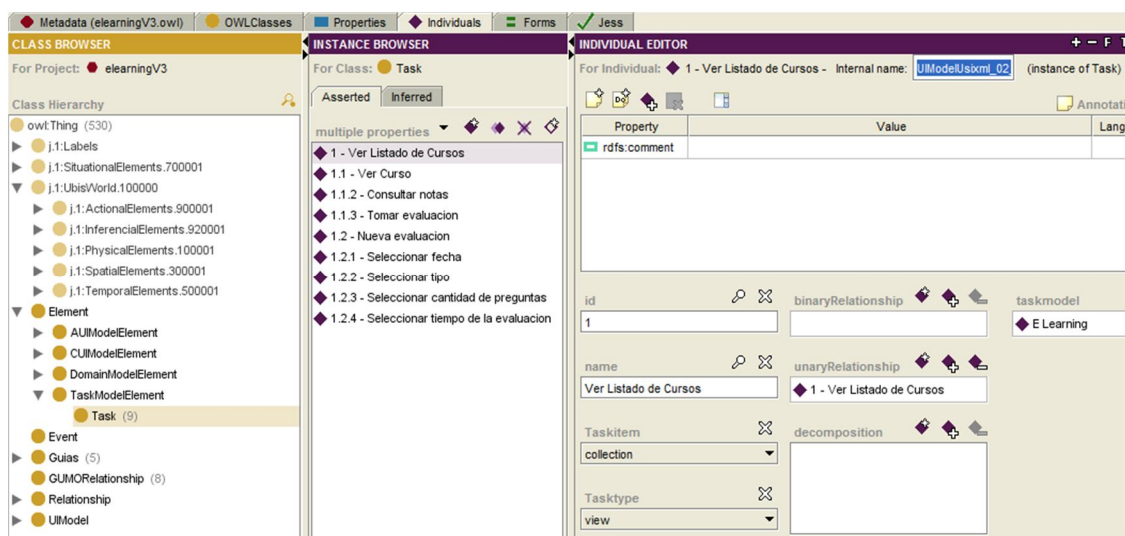 Metadata (elearningV3.owl) OWLClasses Properties Individuals Forms Jess
CLASS BROWSER
For Project: elearningV3
Class Hierarchy
owl:Thing (530)
j.1:Labels
j.1:SituationalElements.700001
j.1:UbisWorld.100000
j.1:ActionalElements.900001
j.1:InferencialElements.920001
j.1:PhysicalElements.100001
j.1:SpatialElements.300001
j.1:TemporalElements.500001
Element
AUIModelElement
CUIModelElement
DomainModelElement
TaskModelElement
Task (9)
Event
Guias (5)
GUMORelationship (8)
Relationship
UIModel
INSTANCE BROWSER
For Class: Task
Asserted Inferred
multiple properties
1 - Ver Listado de Cursos
1.1 - Ver Curso
1.1.2 - Consultar notas
1.1.3 - Tomar evaluacion
1.2 - Nueva evaluacion
1.2.1 - Seleccionar fecha
1.2.2 - Seleccionar tipo
1.2.3 - Seleccionar cantidad de preguntas
1.2.4 - Seleccionar tiempo de la evaluacion
INDIVIDUAL EDITOR + - F T
For Individual: 1 - Ver Listado de Cursos - Internal name: UIModelUsixml_02 (instance of Task)
Annotati
Property Value Lang
rdfs:comment
id binaryRelationship taskmodel
1 E Learning
name unaryRelationship
Ver Listado de Cursos 1 - Ver Listado de Cursos
Taskitem decomposition
collection
Tasktype
view